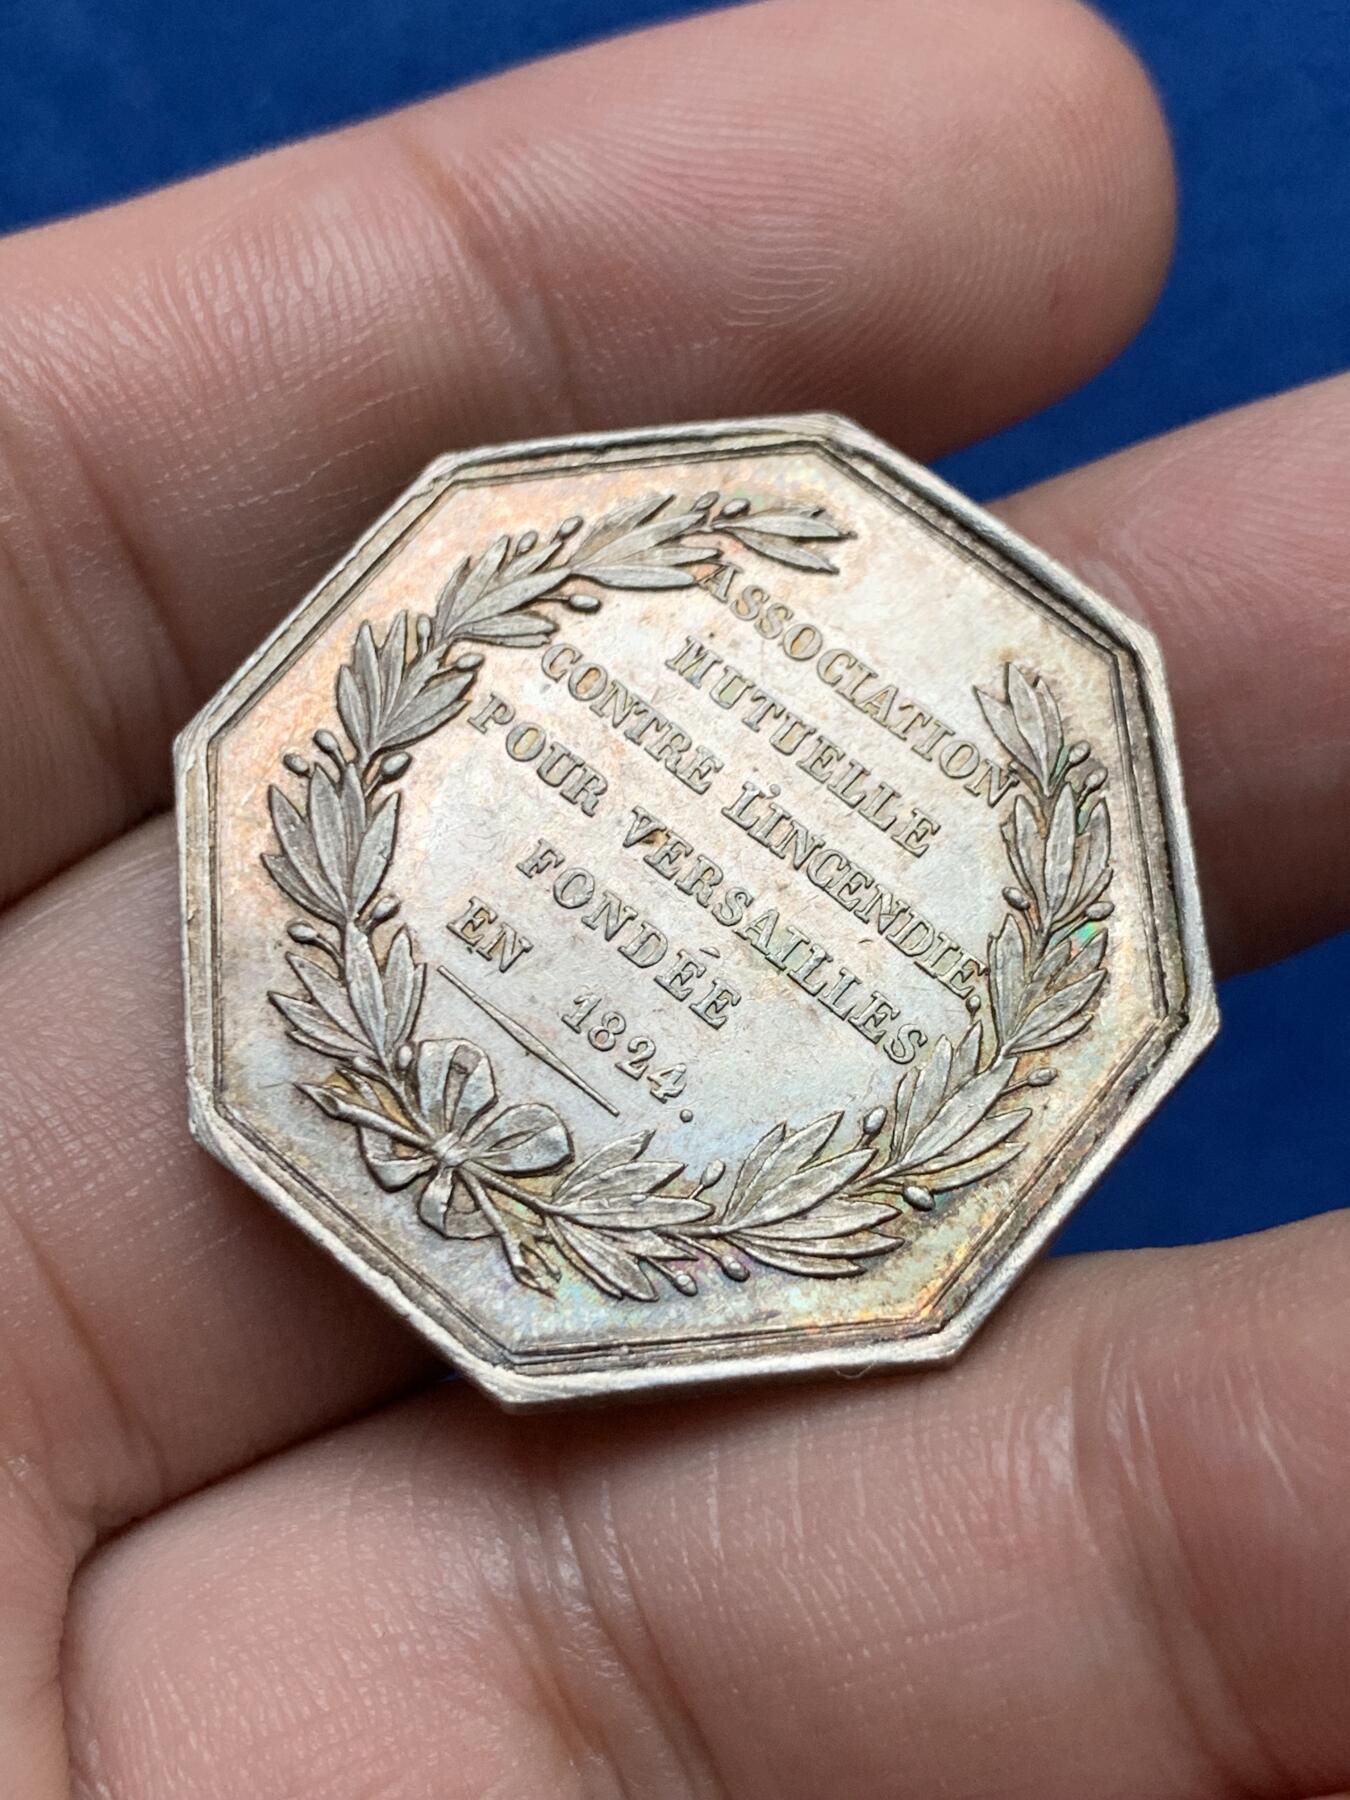 ASSOCIATION
MUTUELLE
CONTRE L'INCENDIE,
POUR VERSAILLES
FONDÉE
EN 1824.